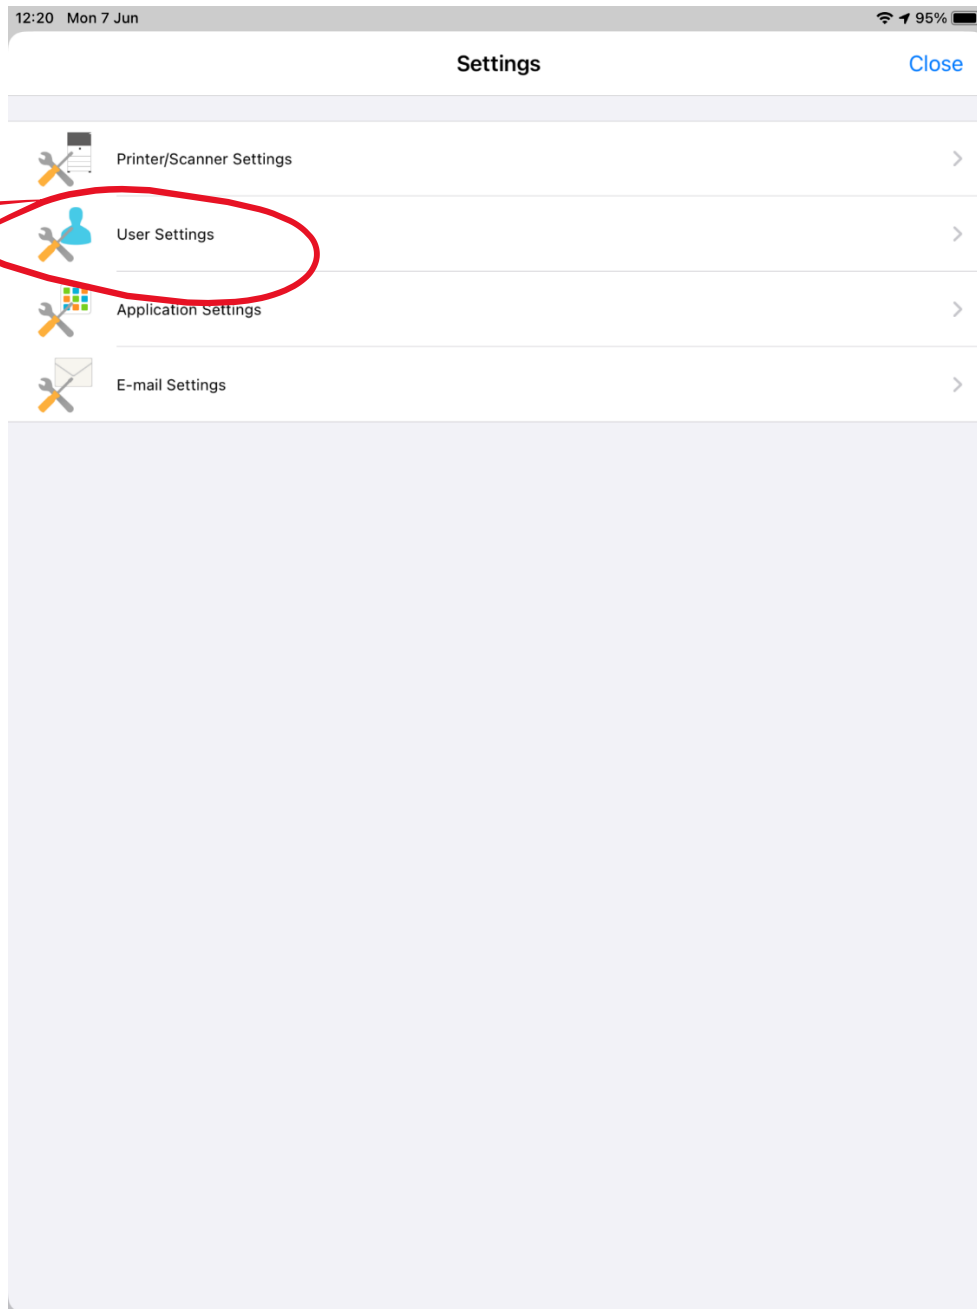 12:20 Mon 7 Jun 95%
Settings Close
Printer/Scanner Settings
User Settings
Application Settings
E-mail Settings